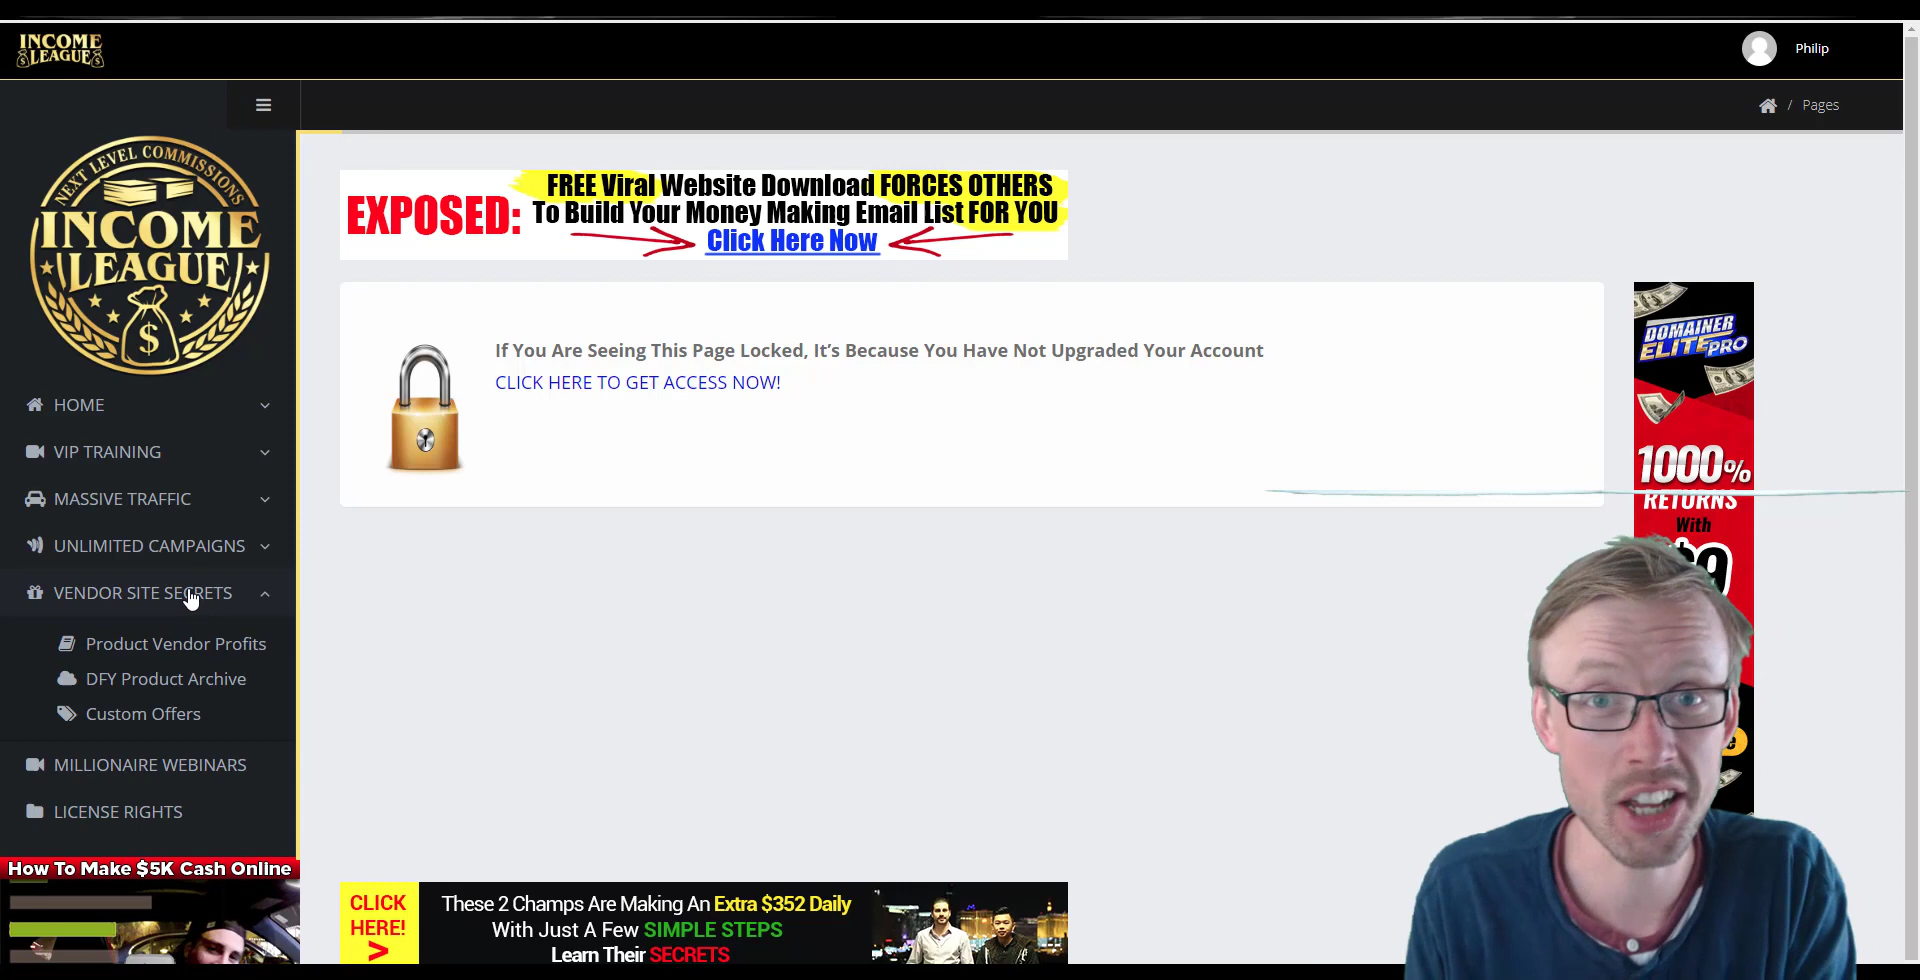 INCOME
LEAGUE
Philip
/ Pages
NEXT LEVEL COMMISSIONS
INCOME
LEAGUE
$
HOME
VIP TRAINING
MASSIVE TRAFFIC
UNLIMITED CAMPAIGNS
VENDOR SITE SECRETS
Product Vendor Profits
DFY Product Archive
Custom Offers
MILLIONAIRE WEBINARS
LICENSE RIGHTS
How To Make $5K Cash Online
EXPOSED:
FREE Viral Website Download FORCES OTHERS
To Build Your Money Making Email List FOR YOU
Click Here Now
If You Are Seeing This Page Locked, It’s Because You Have Not Upgraded Your Account
CLICK HERE TO GET ACCESS NOW!
DOMAINER
ELITE PRO
1000%
RETURNS
With
CLICK
HERE!
>
These 2 Champs Are Making An Extra $352 Daily
With Just A Few SIMPLE STEPS
Learn Their SECRETS